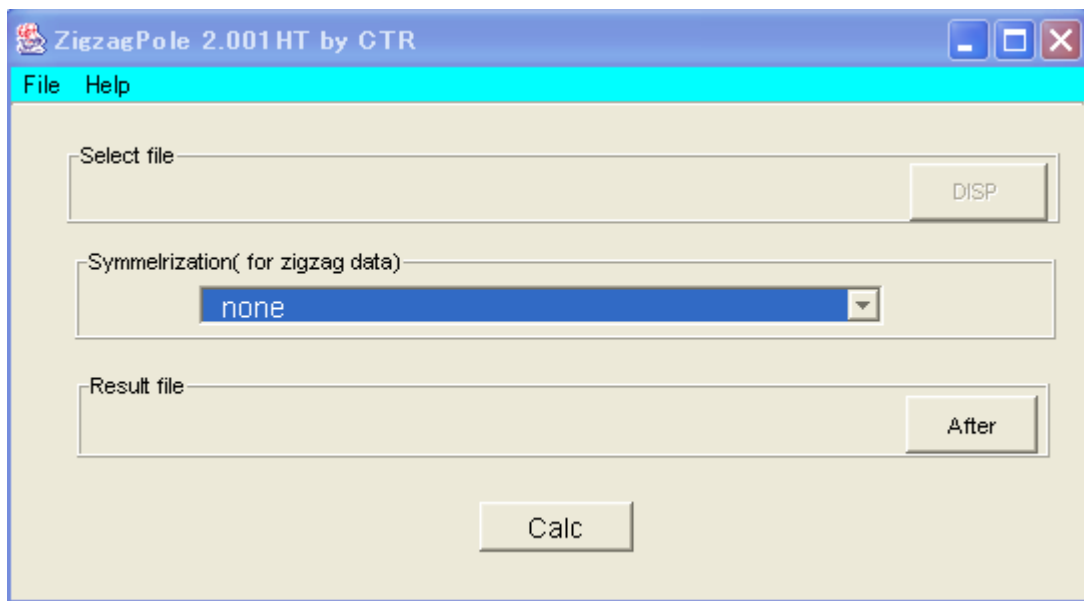 ZigzagPole 2.001HT by CTR
File Help
Select file
DISP
Symmelrization( for zigzag data)
none
Result file
After
Calc